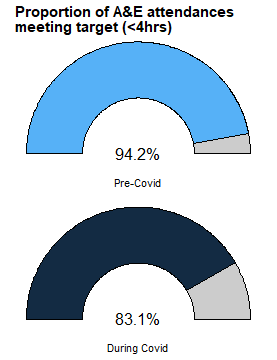 Proportion of A&E attendances
meeting target (<4hrs)
94.2%
Pre-Covid
83.1%
During Covid